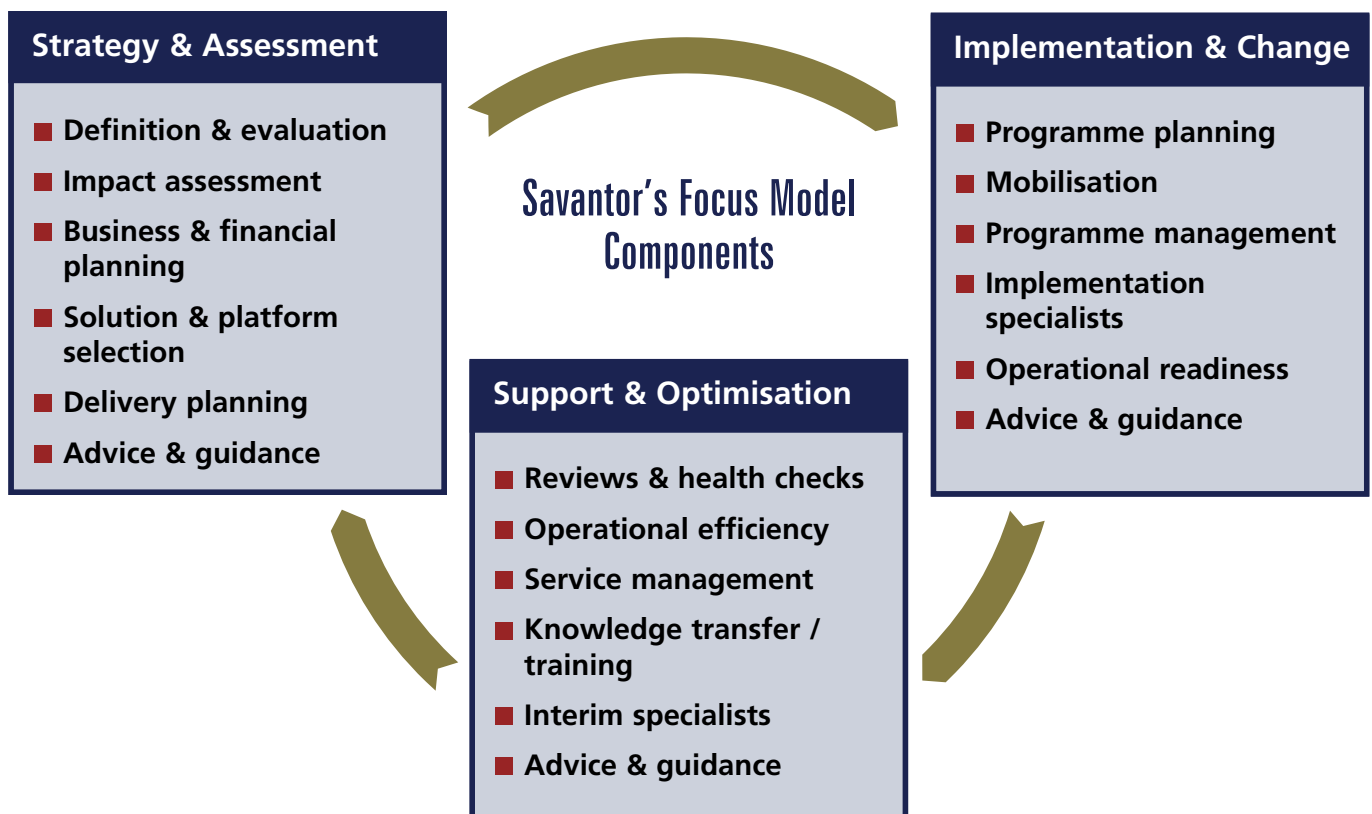 Strategy & Assessment
Definition & evaluation
Impact assessment
Business & financial
planning
Solution & platform
selection
Delivery planning
Advice & guidance
Savantor's Focus Model
Components
Implementation & Change
Programme planning
Mobilisation
Programme management
Implementation
specialists
Operational readiness
Advice & guidance
Support & Optimisation
Reviews & health checks
Operational efficiency
Service management
Knowledge transfer /
training
Interim specialists
Advice & guidance